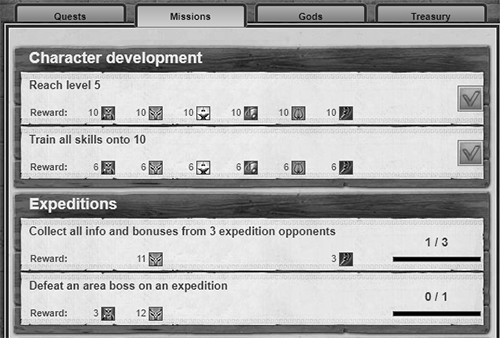 Quests Missions Gods Treasury
Character development
Reach level 5
Reward: 10 10 10 10 10 10
Train all skills onto 10
Reward: 6 6 6 6 6 6
Expeditions
Collect all info and bonuses from 3 expedition opponents
1 / 3
Reward: 11 3
Defeat an area boss on an expedition
0 / 1
Reward: 3 12